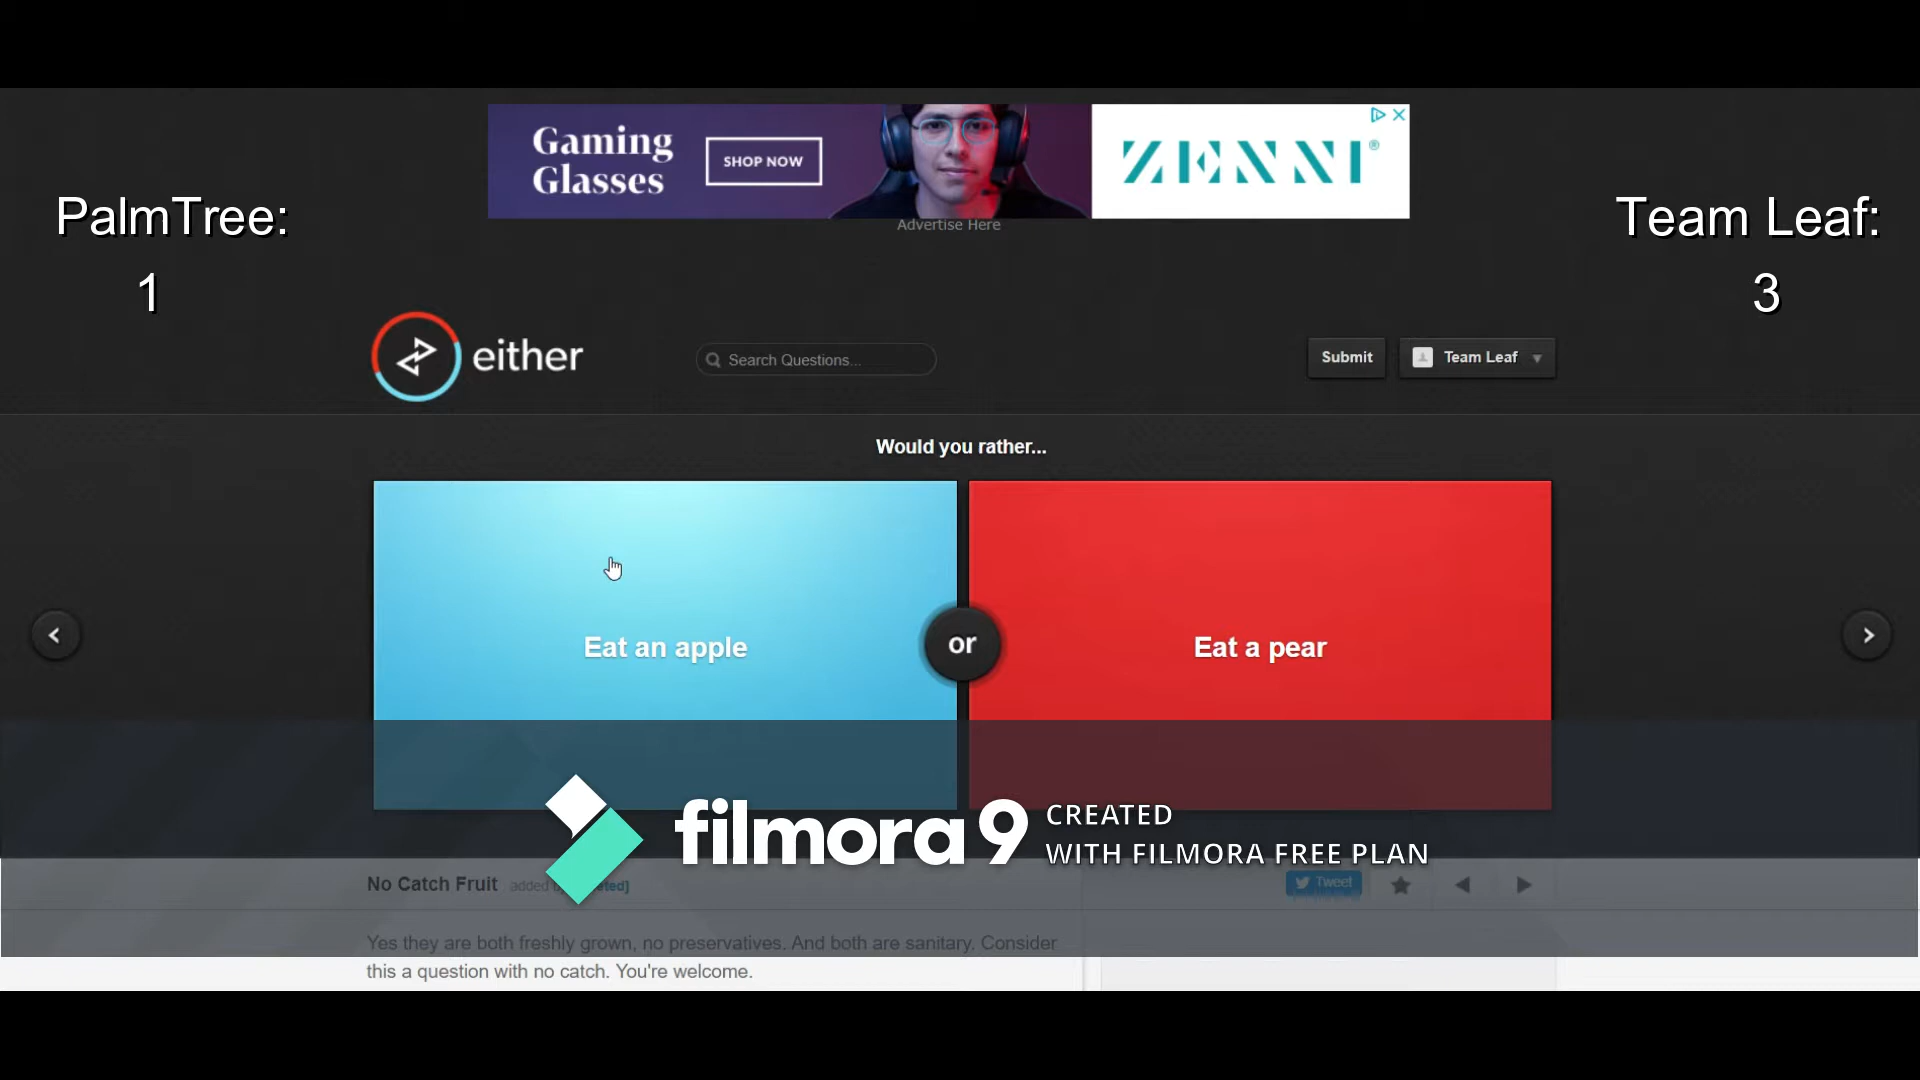 Gaming
Glasses
SHOP NOW
ZENNI®
Advertise Here
PalmTree:
1
Team Leaf:
3
either
Search Questions...
Submit
Team Leaf
Would you rather...
Eat an apple
or
Eat a pear
filmora9
CREATED
WITH FILMORA FREE PLAN
No Catch Fruit added
Tweet
Yes they are both freshly grown, no preservatives. And both are sanitary. Consider
this a question with no catch. You're welcome.